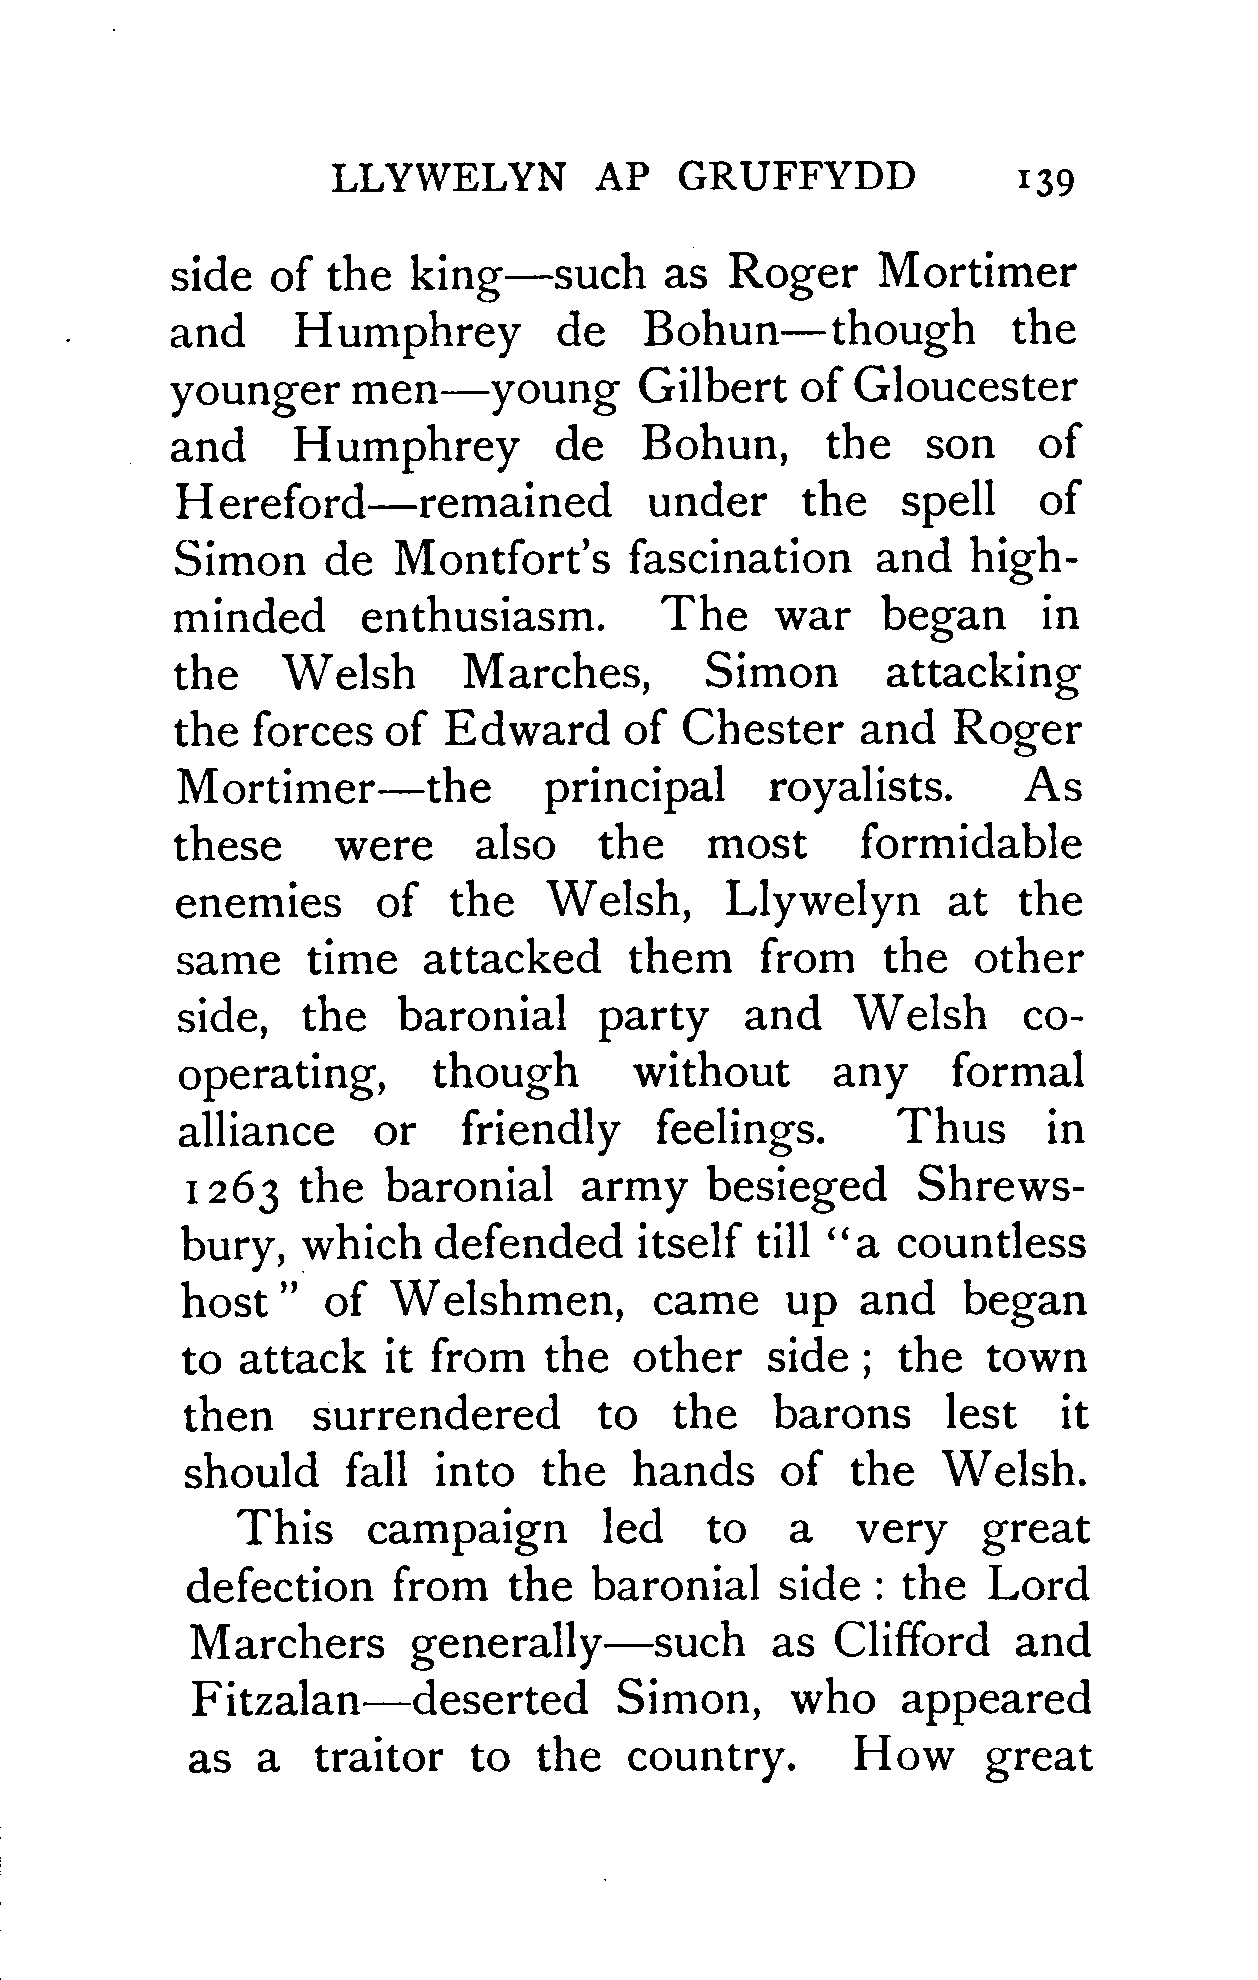 LLYWELYN AP GRUFFYDD 139
side of the king—such as Roger Mortimer
and Humphrey de Bohun—though the
younger men—young Gilbert of Gloucester
and Humphrey de Bohun, the son of
Hereford—remained under the spell of
Simon de Montfort's fascination and high-
minded enthusiasm. The war began in
the Welsh Marches, Simon attacking
the forces of Edward of Chester and Roger
Mortimer—the principal royalists. As
these were also the most formidable
enemies of the Welsh, Llywelyn at the
same time attacked them from the other
side, the baronial party and Welsh co-
operating, though without any formal
alliance or friendly feelings. Thus in
1263 the baronial army besieged Shrews-
bury, which defended itself till "a countless
host" of Welshmen, came up and began
to attack it from the other side; the town
then surrendered to the barons lest it
should fall into the hands of the Welsh.
This campaign led to a very great
defection from the baronial side: the Lord
Marchers generally—such as Clifford and
Fitzalan—deserted Simon, who appeared
as a traitor to the country. How great